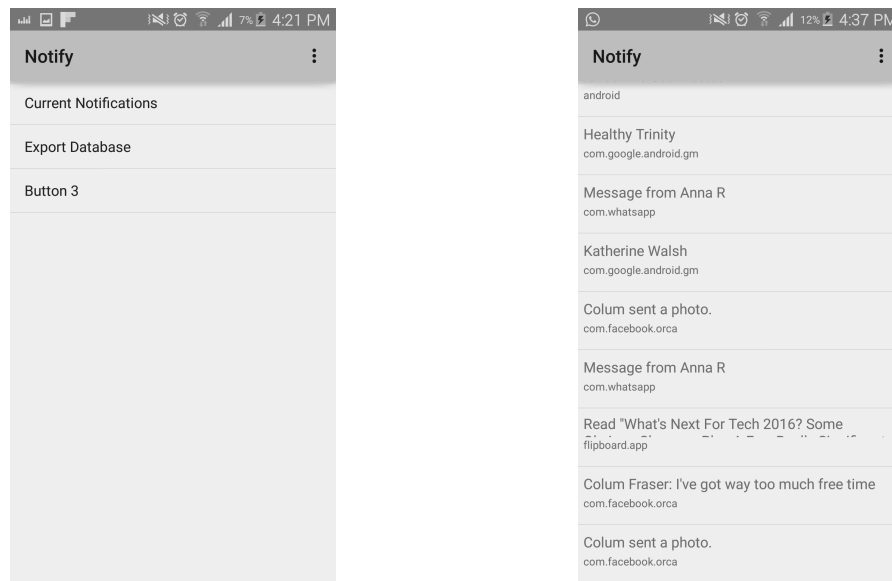 7% 4:21 PM
Notify
Current Notifications
Export Database
Button 3
12% 4:37 PM
Notify
android
Healthy Trinity
com.google.android.gm
Message from Anna R
com.whatsapp
Katherine Walsh
com.google.android.gm
Colum sent a photo.
com.facebook.orca
Message from Anna R
com.whatsapp
Read "What's Next For Tech 2016? Some
flipboard.app
Colum Fraser: I've got way too much free time
com.facebook.orca
Colum sent a photo.
com.facebook.orca